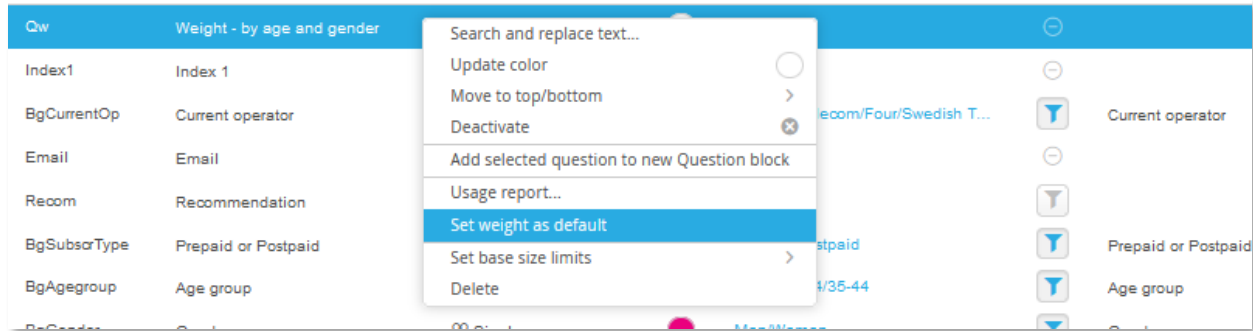 Qw Weight - by age and gender
Search and replace text...
Index1 Index 1
Update color
Move to top/bottom
BgCurrentOp Current operator ecom/Four/Swedish T... Current operator
Deactivate
Email Email
Add selected question to new Question block
Usage report...
Recom Recommendation
Set weight as default
BgSubscrType Prepaid or Postpaid stpaid Prepaid or Postpaid
Set base size limits
BgAgegroup Age group 4/35-44 Age group
Delete
Men/Women